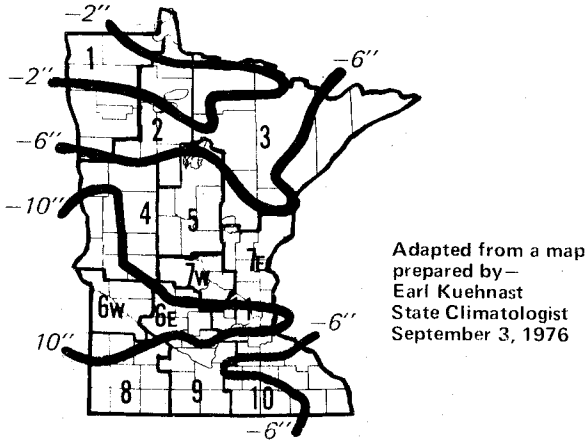 −2"
1
−6"
−2"
2
3
−6"
−10"
4
5
7E
7W
Adapted from a map
prepared by—
Earl Kuehnast
State Climatologist
September 3, 1976
6W
6E
11
−6"
10"
8
9
10
−6"